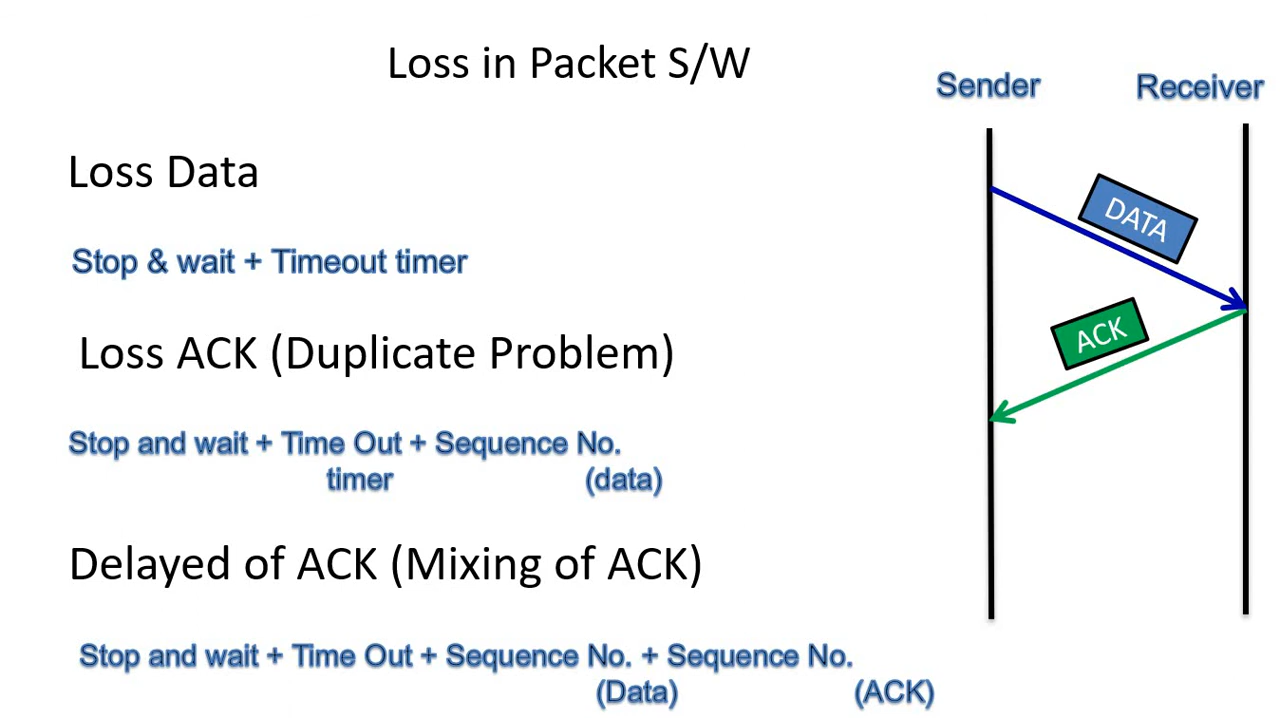 Loss in Packet S/W
Sender
Receiver
Loss Data
DATA
Stop & wait + Timeout timer
ACK
Loss ACK (Duplicate Problem)
Stop and wait + Time Out + Sequence No.
timer (data)
Delayed of ACK (Mixing of ACK)
Stop and wait + Time Out + Sequence No. + Sequence No.
(Data) (ACK)